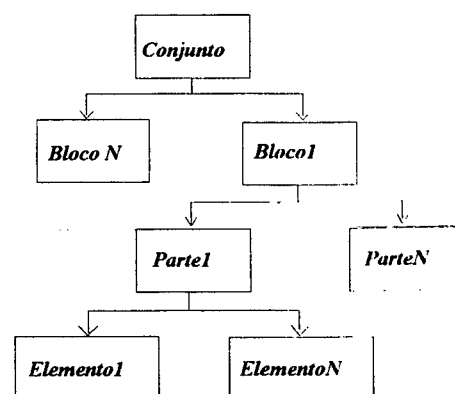 Conjunto
Bloco N
Bloco1
Parte1
ParteN
Elemento1
ElementoN